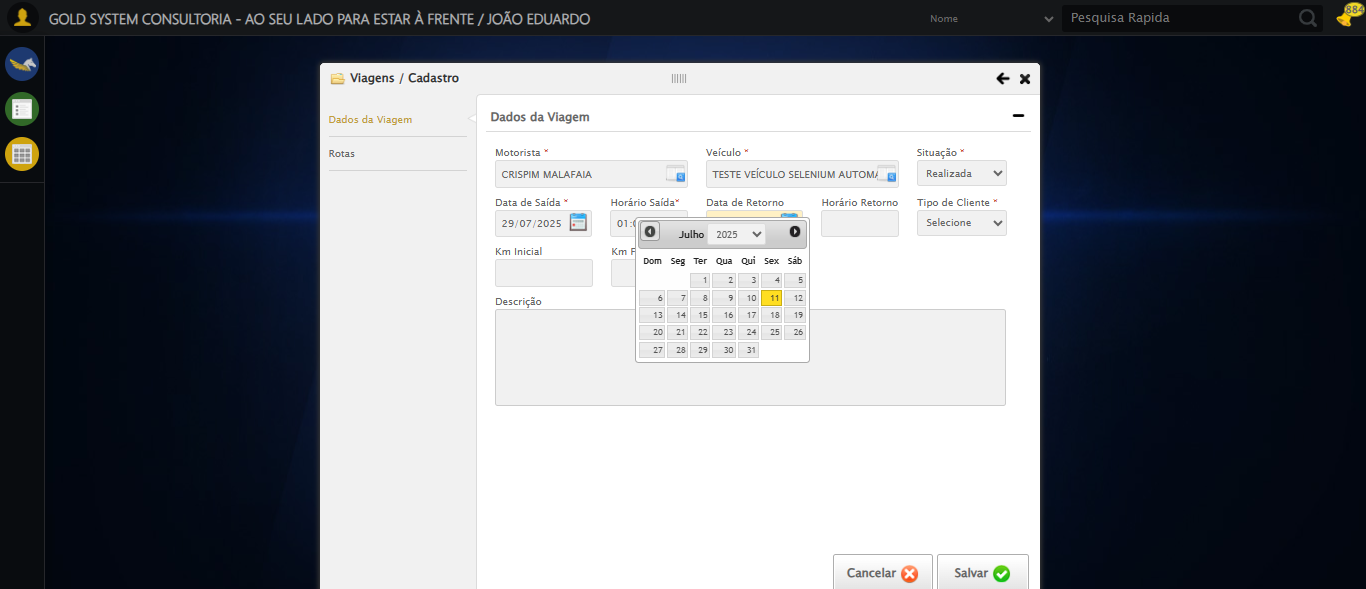 GOLD SYSTEM CONSULTORIA - AO SEU LADO PARA ESTAR À FRENTE / JOÃO EDUARDO
Nome
Pesquisa Rapida
884
Viagens / Cadastro
Dados da Viagem
Rotas
Dados da Viagem
Motorista * Veículo * Situação *
CRISPIM MALAFAIA TESTE VEÍCULO SELENIUM Realizada
Data de Saída * Horário Saída* Data de Retorno Horário Retorno Tipo de Cliente *
29/07/2025 01: Selecione
Julho 2025
Km Inicial Km
Dom Seg Ter Qua Qui Sex Sáb
1 2 3 4 5
6 7 8 9 10 11 12
13 14 15 16 17 18 19
20 21 22 23 24 25 26
27 28 29 30 31
Descrição
Cancelar Salvar